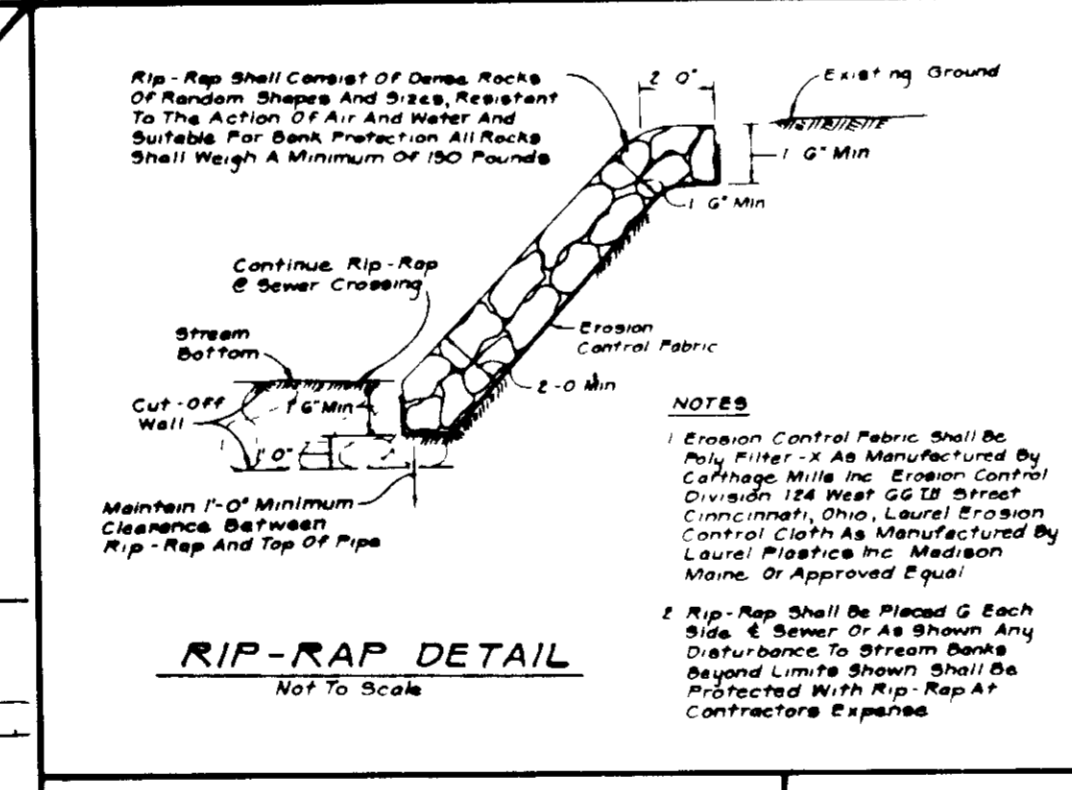 Rip-Rap Shall Consist Of Dense Rocks
Of Random Shapes And Sizes, Resistant
To The Action Of Air And Water And
Suitable For Bank Protection All Rocks
Shall Weigh A Minimum Of 150 Pounds
2 0"
Exist ng Ground
1 6" Min
1 6" Min
Continue Rip-Rap
@ Sewer Crossing
Stream
Bottom
Erosion
Control Fabric
2-0 Min
Cut-Off
Wall
1' 6" Min
1' 0"
Maintain 1'-0" Minimum
Clearance Between
Rip-Rap And Top Of Pipe
NOTES
1 Erosion Control Fabric Shall Be
Poly Filter-X As Manufactured By
Carthage Mills Inc Erosion Control
Division 124 West 66 TH Street
Cinncinnati, Ohio, Laurel Erosion
Control Cloth As Manufactured By
Laurel Plastics Inc Madison
Maine Or Approved Equal
2 Rip-Rap Shall Be Placed 6 Each
Side ℄ Sewer Or As Shown Any
Disturbance To Stream Banks
Beyond Limits Shown Shall Be
Protected With Rip-Rap At
Contractors Expense
RIP-RAP DETAIL
Not To Scale